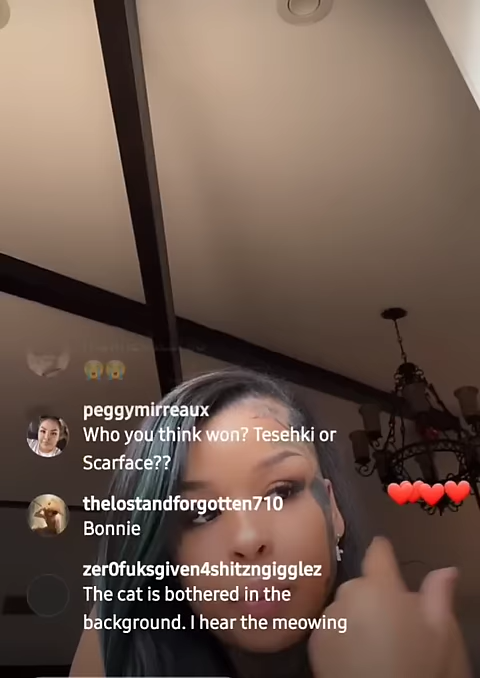 😭😭
peggymirreaux
Who you think won? Tesehki or
Scarface??
thelostandforgotten710
Bonnie
zer0fuksgiven4shitzngigglez
The cat is bothered in the
background. I hear the meowing